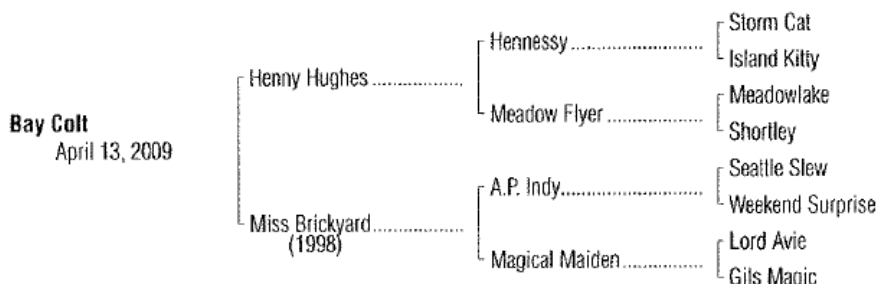 Storm Cat
Hennessy
Island Kitty
Henny Hughes
Meadowlake
Meadow Flyer
Shortley
Bay Colt
April 13, 2009
Seattle Slew
A.P. Indy
Weekend Surprise
Miss Brickyard
(1998)
Lord Avie
Magical Maiden
Gils Magic